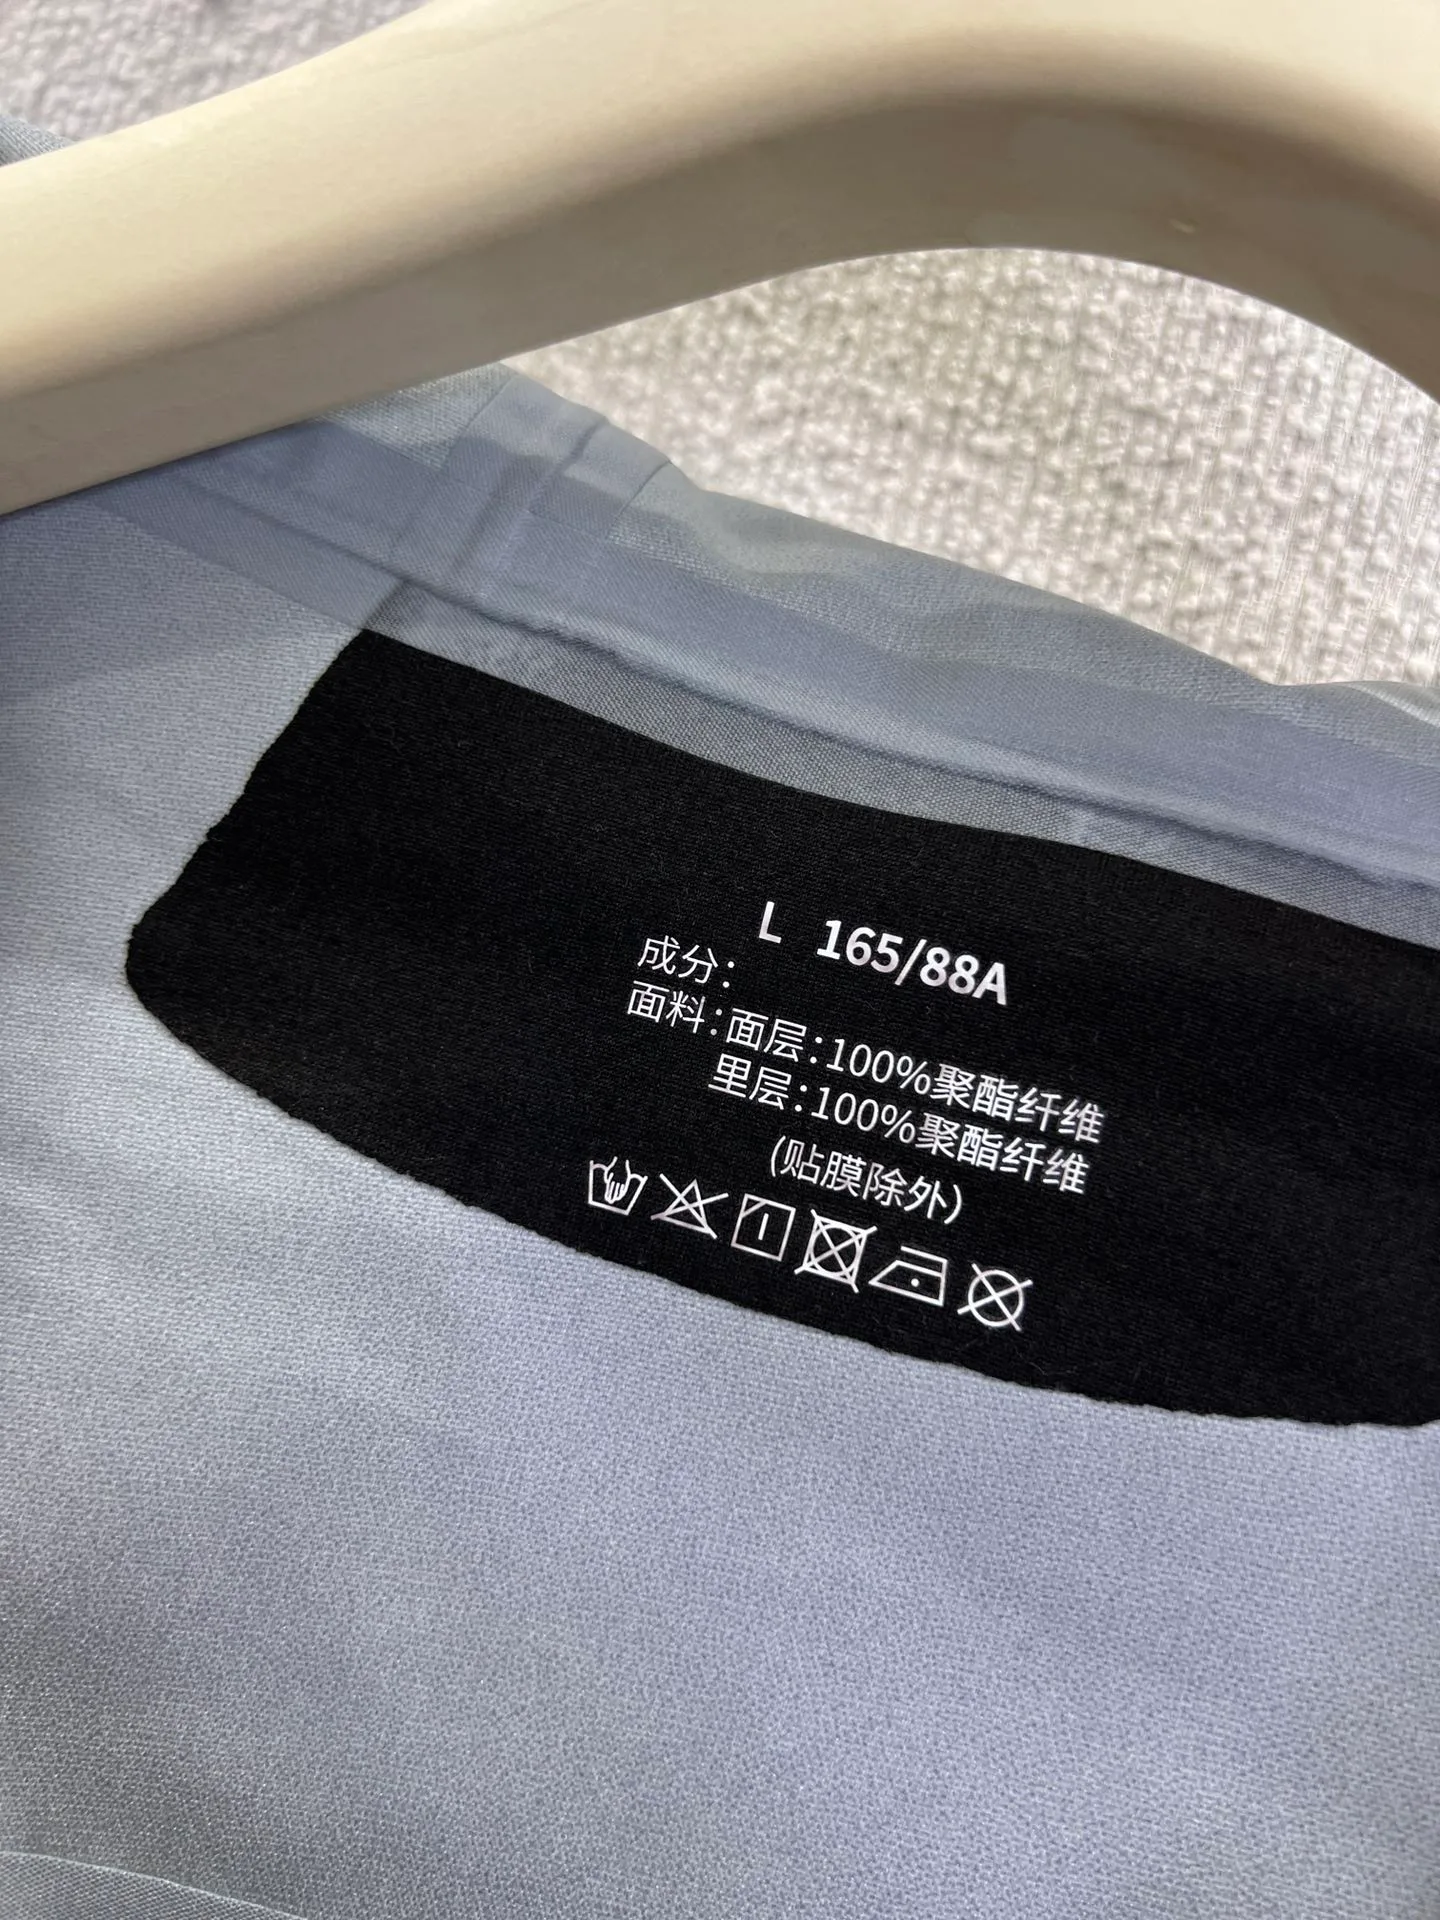 L 165/88A
成分：
面料：面层：100%聚酯纤维
里层：100%聚酯纤维
(贴膜除外)